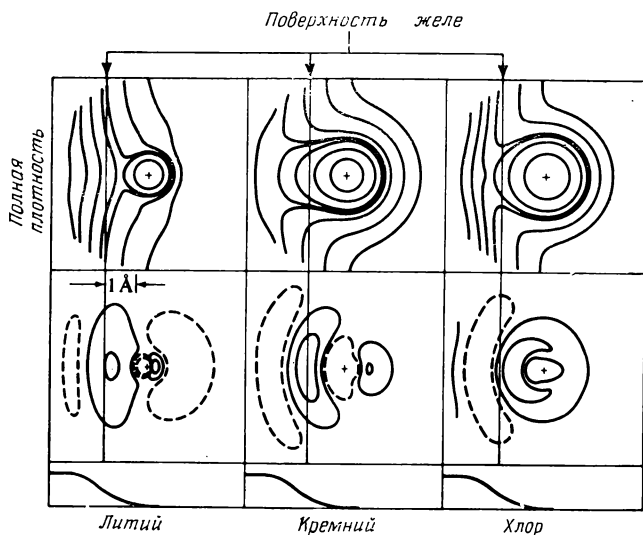 Поверхность желе
Полная
плотность
1 Å
Литий
Кремний
Хлор